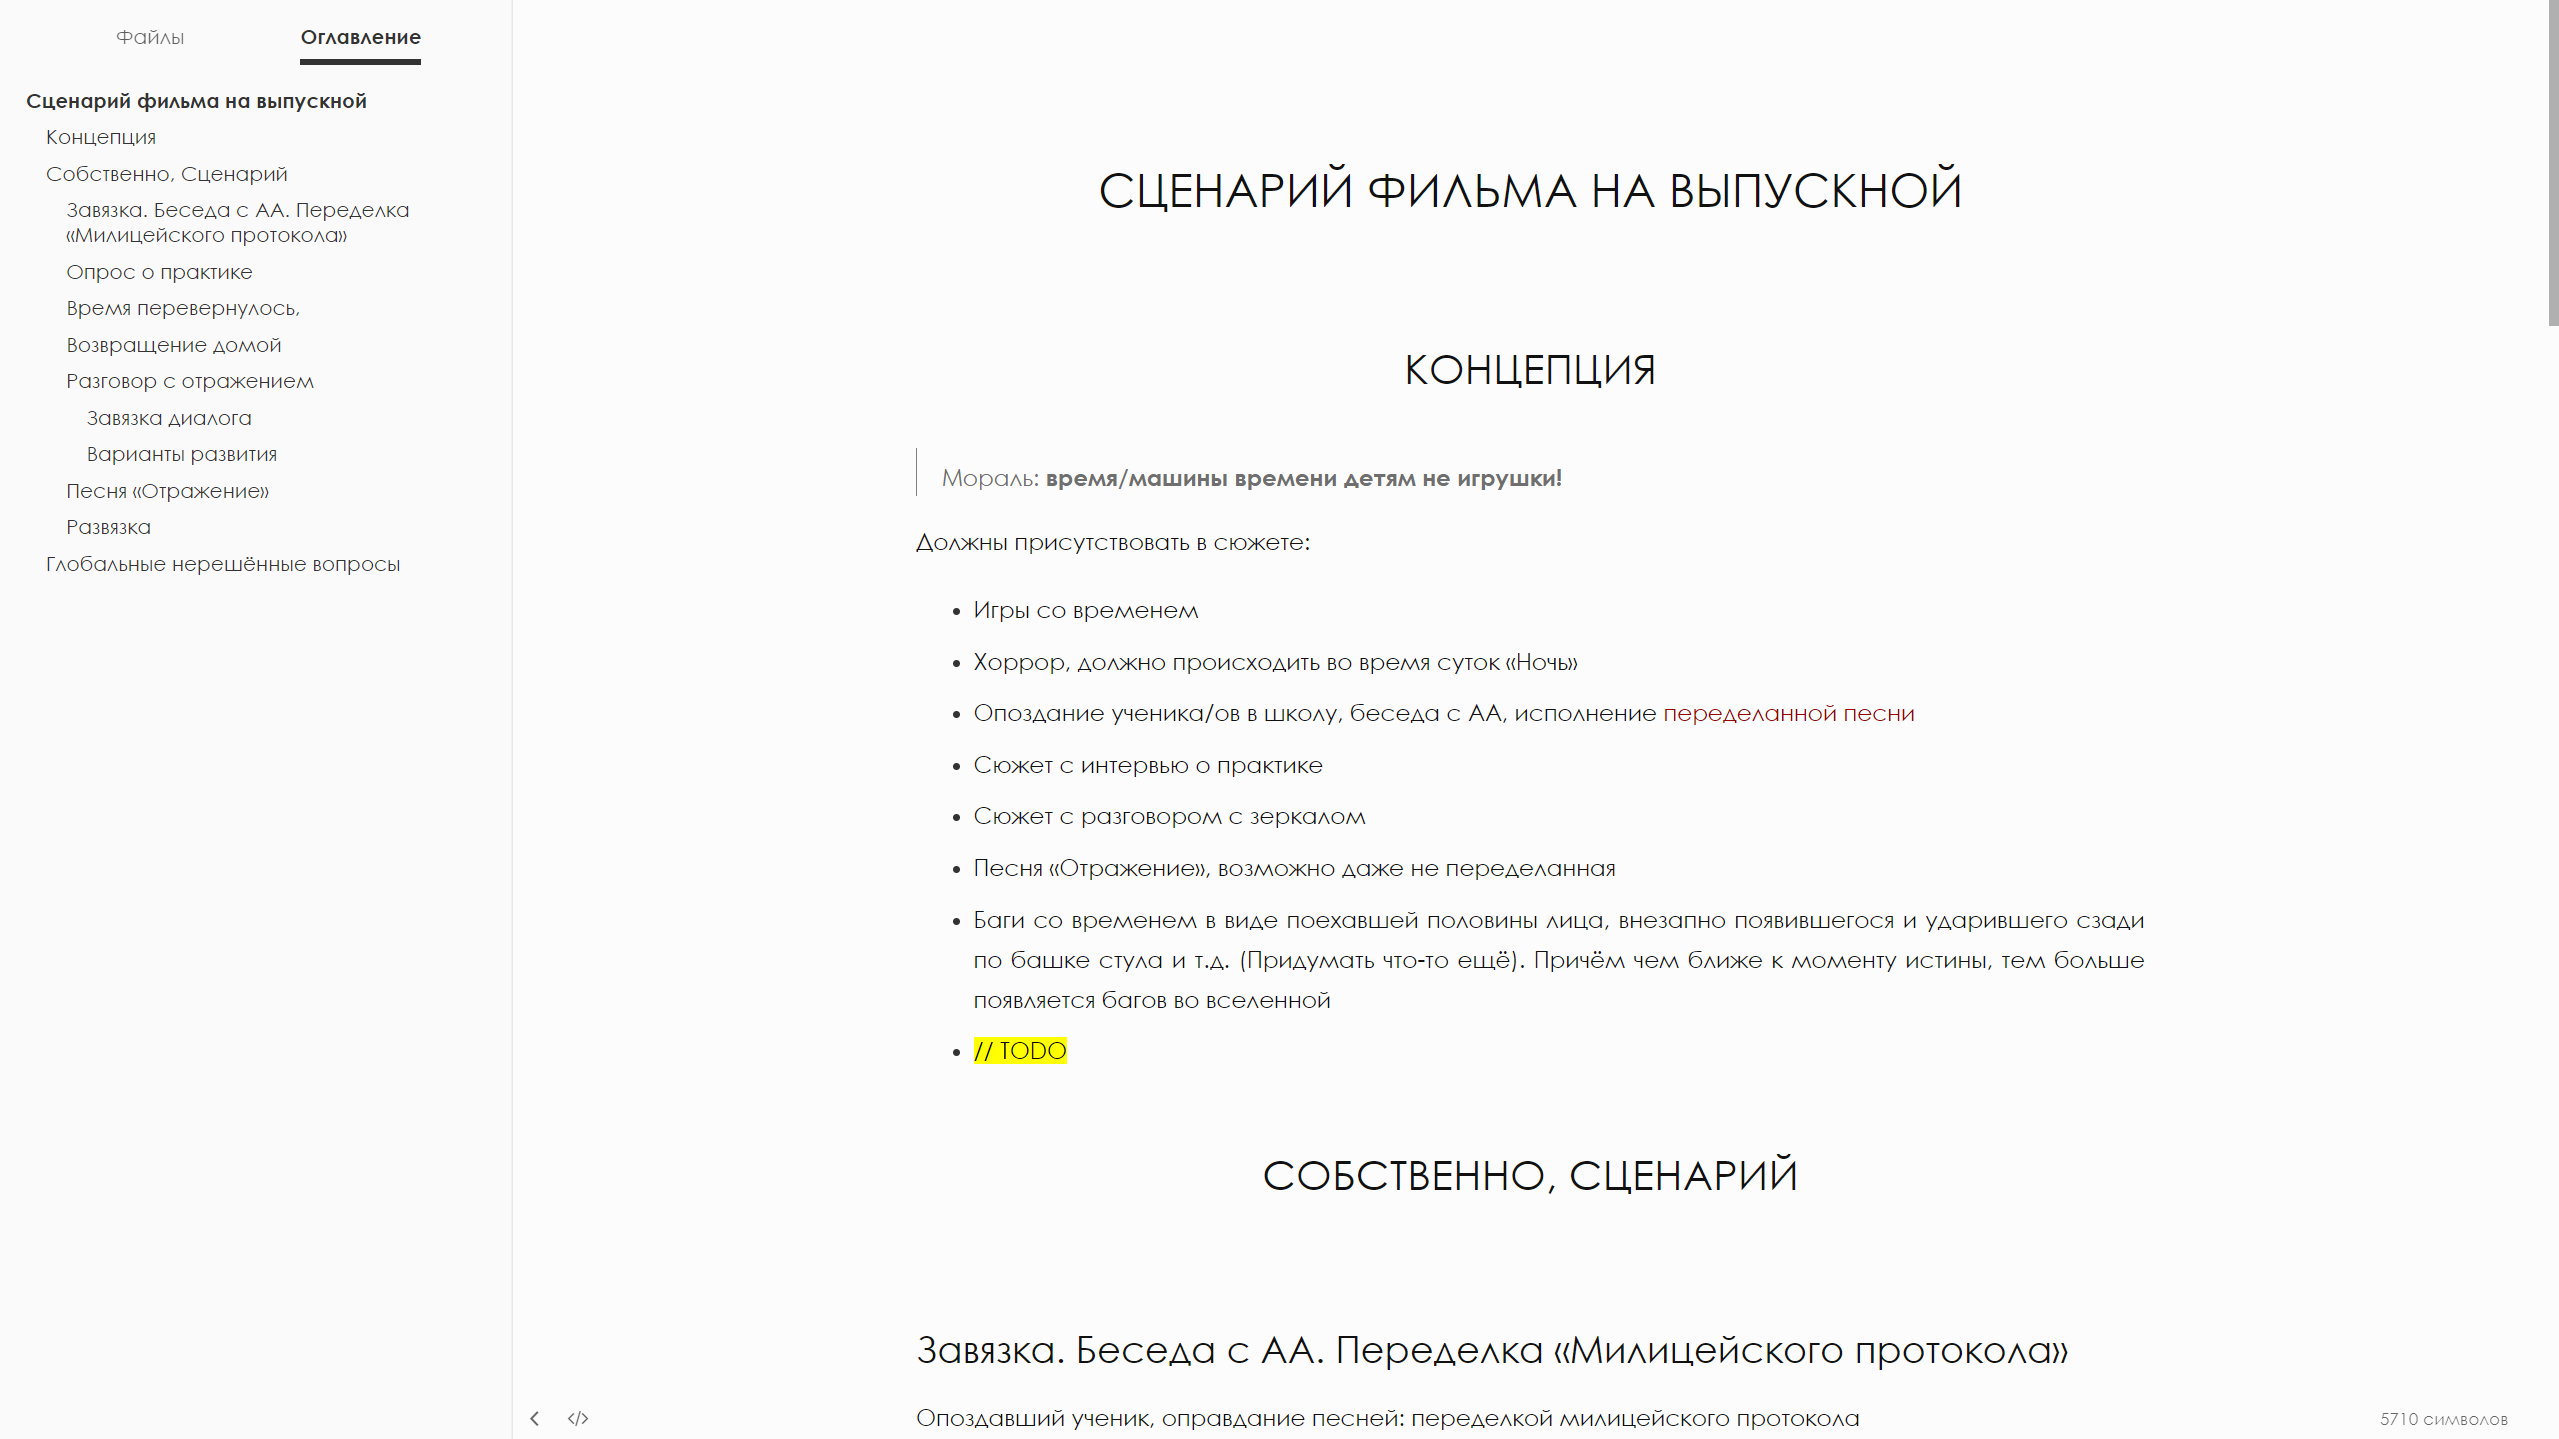 Файлы
Оглавление
Сценарий фильма на выпускной
Концепция
Собственно, Сценарий
Завязка. Беседа с АА. Переделка
«Милицейского протокола»
Опрос о практике
Время перевернулось,
Возвращение домой
Разговор с отражением
Завязка диалога
Варианты развития
Песня «Отражение»
Развязка
Глобальные нерешённые вопросы
СЦЕНАРИЙ ФИЛЬМА НА ВЫПУСКНОЙ
КОНЦЕПЦИЯ
Мораль: время/машины времени детям не игрушки!
Должны присутствовать в сюжете:
• Игры со временем
• Хоррор, должно происходить во время суток «Ночь»
• Опоздание ученика/ов в школу, беседа с АА, исполнение переделанной песни
• Сюжет с интервью о практике
• Сюжет с разговором с зеркалом
• Песня «Отражение», возможно даже не переделанная
• Баги со временем в виде поехавшей половины лица, внезапно появившегося и ударившего сзади
по башке стула и т.д. (Придумать что-то ещё). Причём чем ближе к моменту истины, тем больше
появляется багов во вселенной
• // TODO
СОБСТВЕННО, СЦЕНАРИЙ
Завязка. Беседа с АА. Переделка «Милицейского протокола»
Опоздавший ученик, оправдание песней: переделкой милицейского протокола
5710 символов